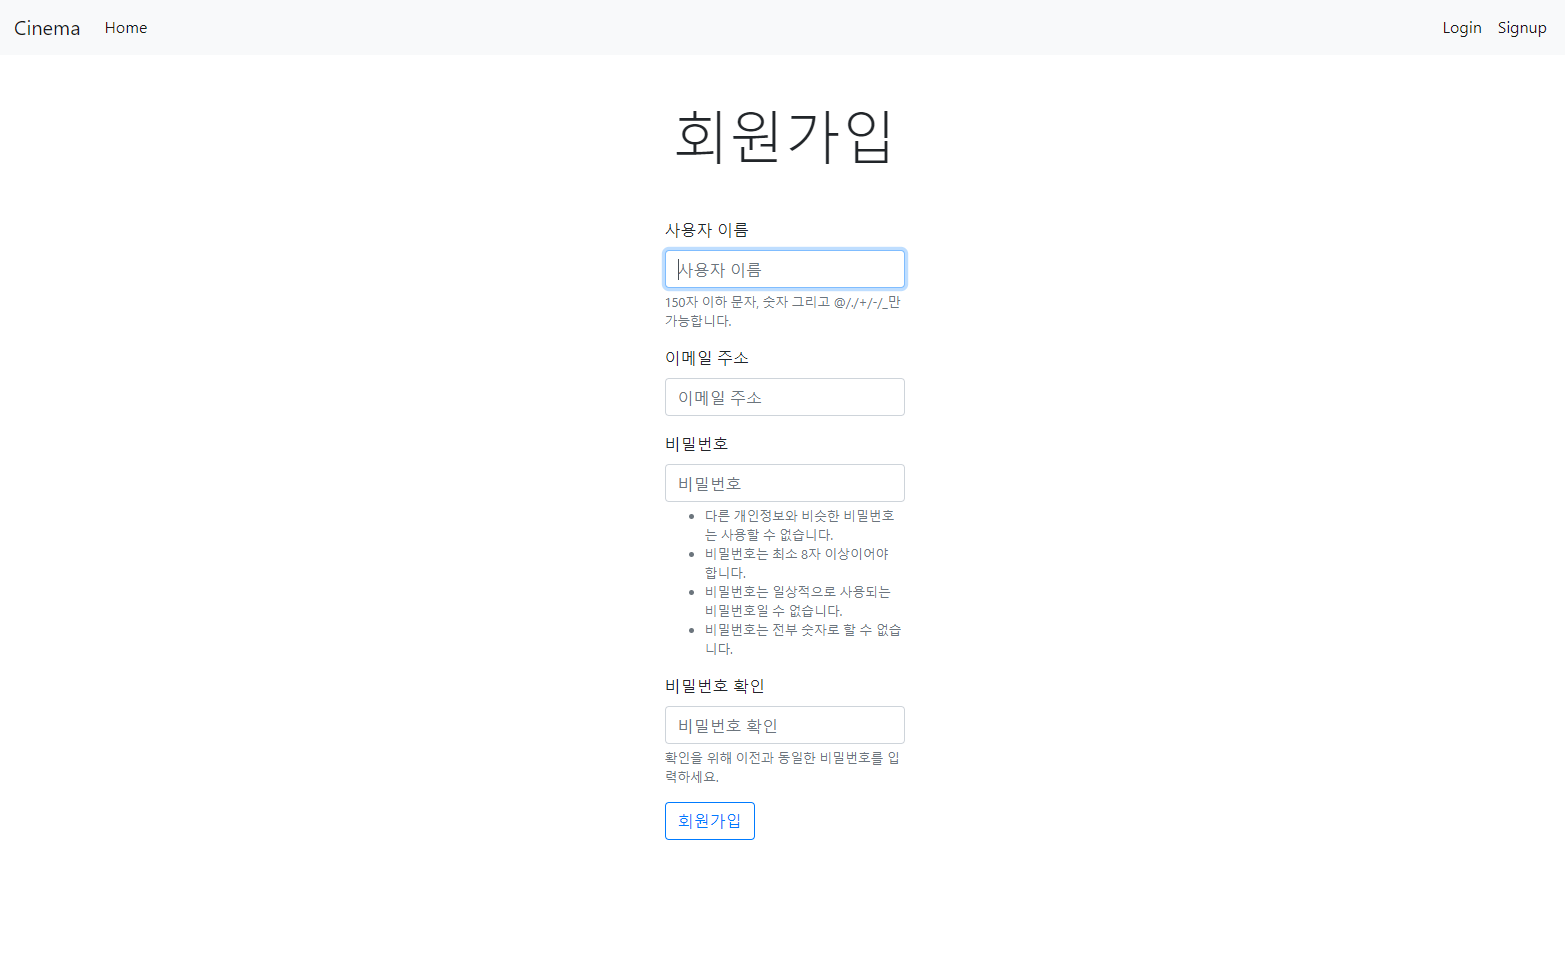 Cinema Home Login Signup
회원가입
사용자 이름
사용자 이름
150자 이하 문자, 숫자 그리고 @/./+/-/_만
가능합니다.
이메일 주소
이메일 주소
비밀번호
비밀번호
다른 개인정보와 비슷한 비밀번호
는 사용할 수 없습니다.
비밀번호는 최소 8자 이상이어야
합니다.
비밀번호는 일상적으로 사용되는
비밀번호일 수 없습니다.
비밀번호는 전부 숫자로 할 수 없습
니다.
비밀번호 확인
비밀번호 확인
확인을 위해 이전과 동일한 비밀번호를 입
력하세요.
회원가입